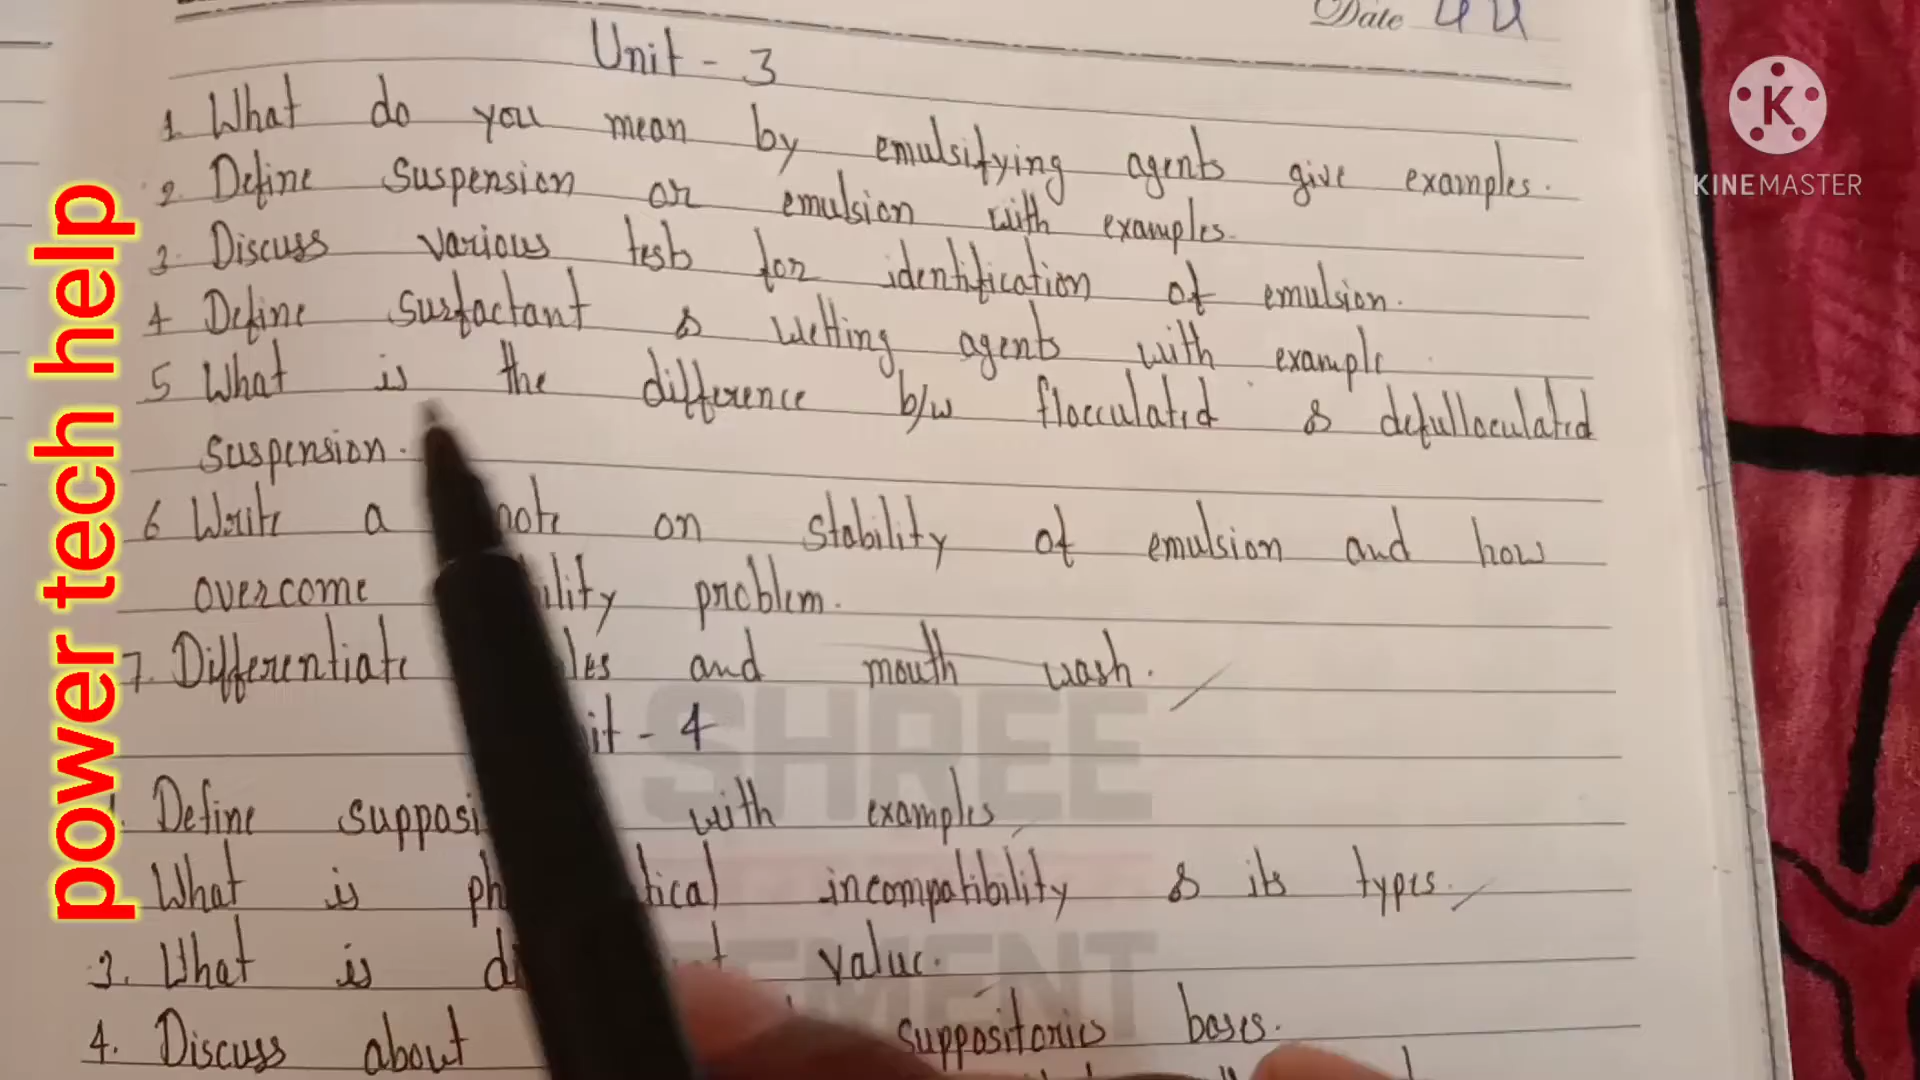 Date
Unit - 3
1. What do you mean by emulsifying agents give examples.
2. Define Suspension or emulsion with examples.
3. Discuss various tests for identification of emulsion.
4 Define surfactant & wetting agents with example
5 What is the difference b/w flocculated & defulloculated
suspension.
6 Write a note on stability of emulsion and how
overcome problem.
7. Differentiate and mouth wash.
- 4
Define with examples
What is incompatibility & its types.
3. What is value.
4. Discuss about suppositories bases.
SHREE
KINEMASTER
power tech help